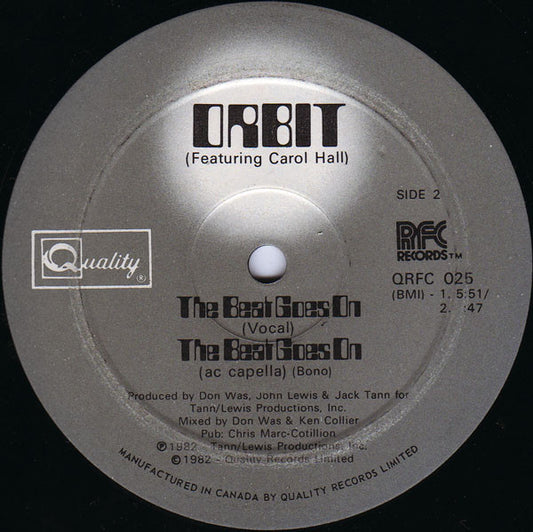 ORBIT
(Featuring Carol Hall)
SIDE 2
Quality®
RFC
RECORDS™
QRFC 025
(BMI) - 1. 5:51/
2. :47
The Beat Goes On
(Vocal)
The Beat Goes On
(ac capella) (Bono)
Produced by Don Was, John Lewis & Jack Tann for
Tann/Lewis Productions, Inc.
Mixed by Don Was & Ken Collier
Pub: Chris Marc-Cotillion
℗1982 - Tann/Lewis Productions, Inc.
©1982 - Quality Records Limited
MANUFACTURED IN CANADA BY QUALITY RECORDS LIMITED